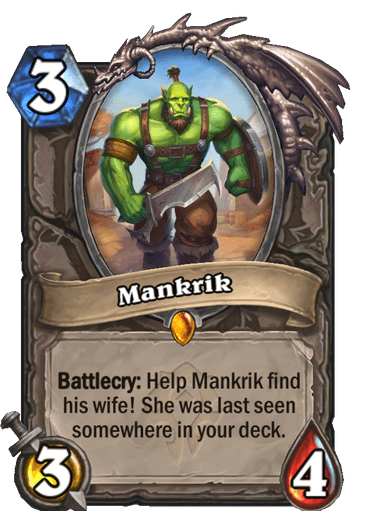 3
Mankrik
Battlecry: Help Mankrik find
his wife! She was last seen
somewhere in your deck.
3
4